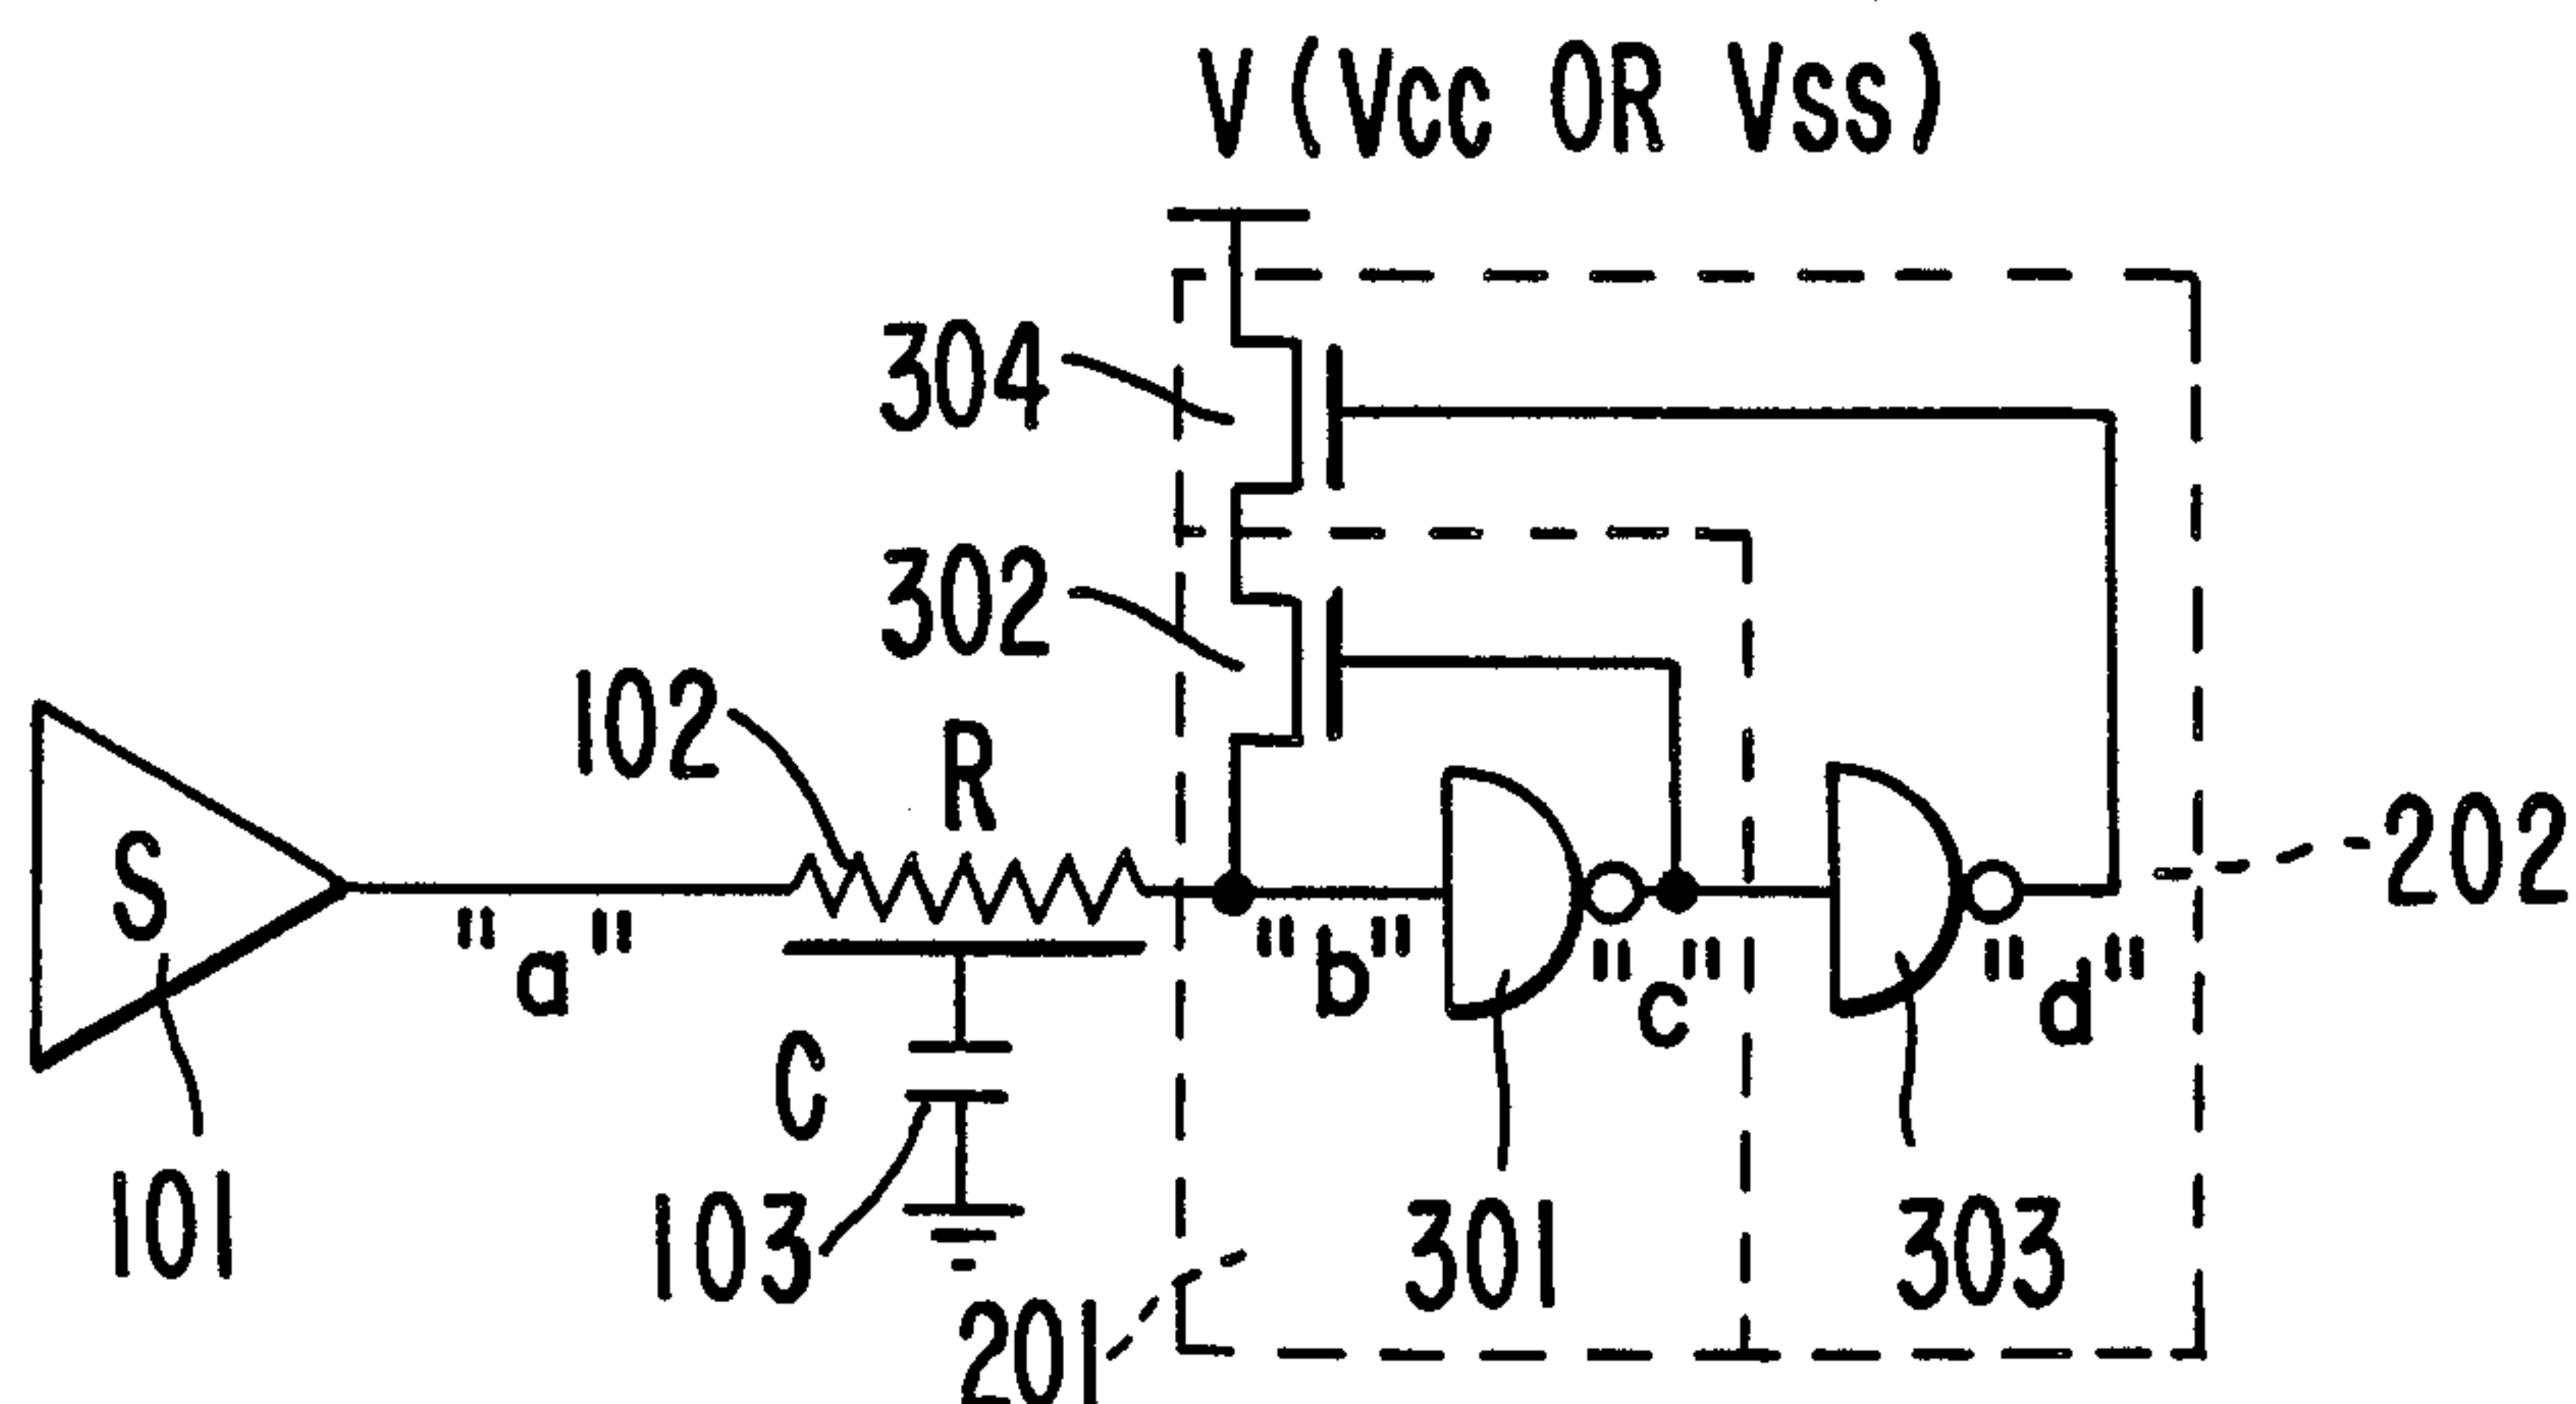 V (Vcc OR Vss)
304
302
102
R
S
"a"
"b"
"c"
"d"
202
C
101
103
301
303
201